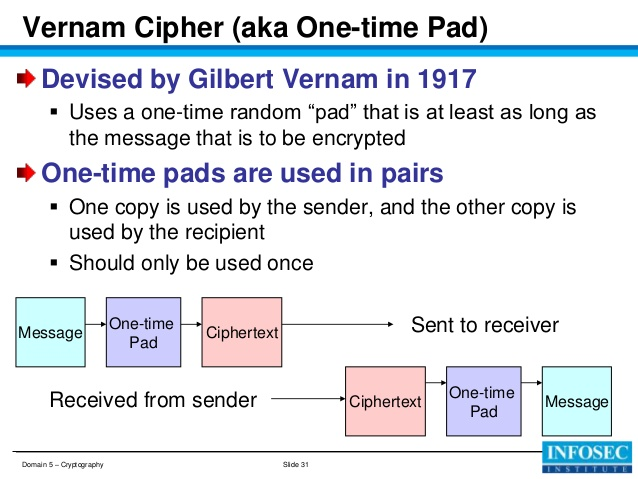 Vernam Cipher (aka One-time Pad)
Devised by Gilbert Vernam in 1917
▪ Uses a one-time random “pad” that is at least as long as
the message that is to be encrypted
One-time pads are used in pairs
▪ One copy is used by the sender, and the other copy is
used by the recipient
▪ Should only be used once
Message
One-time
Pad
Ciphertext
Sent to receiver
Received from sender
Ciphertext
One-time
Pad
Message
Domain 5 – Cryptography
Slide 31
INFOSEC
INSTITUTE